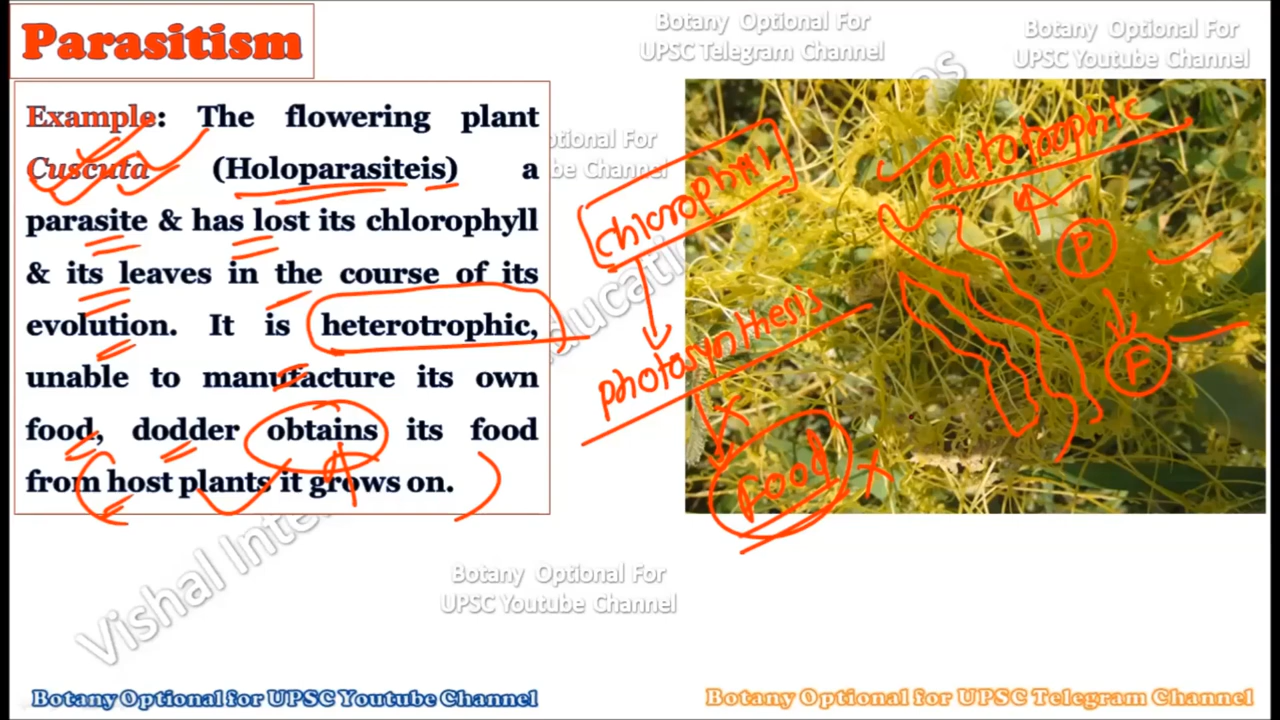 Parasitism
Botany Optional For
UPSC Telegram Channel
Botany Optional For
UPSC Youtube Channel
Example: The flowering plant
Cuscuta (Holoparasiteis) a
parasite & has lost its chlorophyll
& its leaves in the course of its
evolution. It is heterotrophic,
unable to manufacture its own
food, dodder obtains its food
from host plants it grows on.
autotrophic
chlorophyll
photosynthesis
food
P
F
Botany Optional For
UPSC Youtube Channel
Botany Optional for UPSC Youtube Channel
Botany Optional for UPSC Telegram Channel